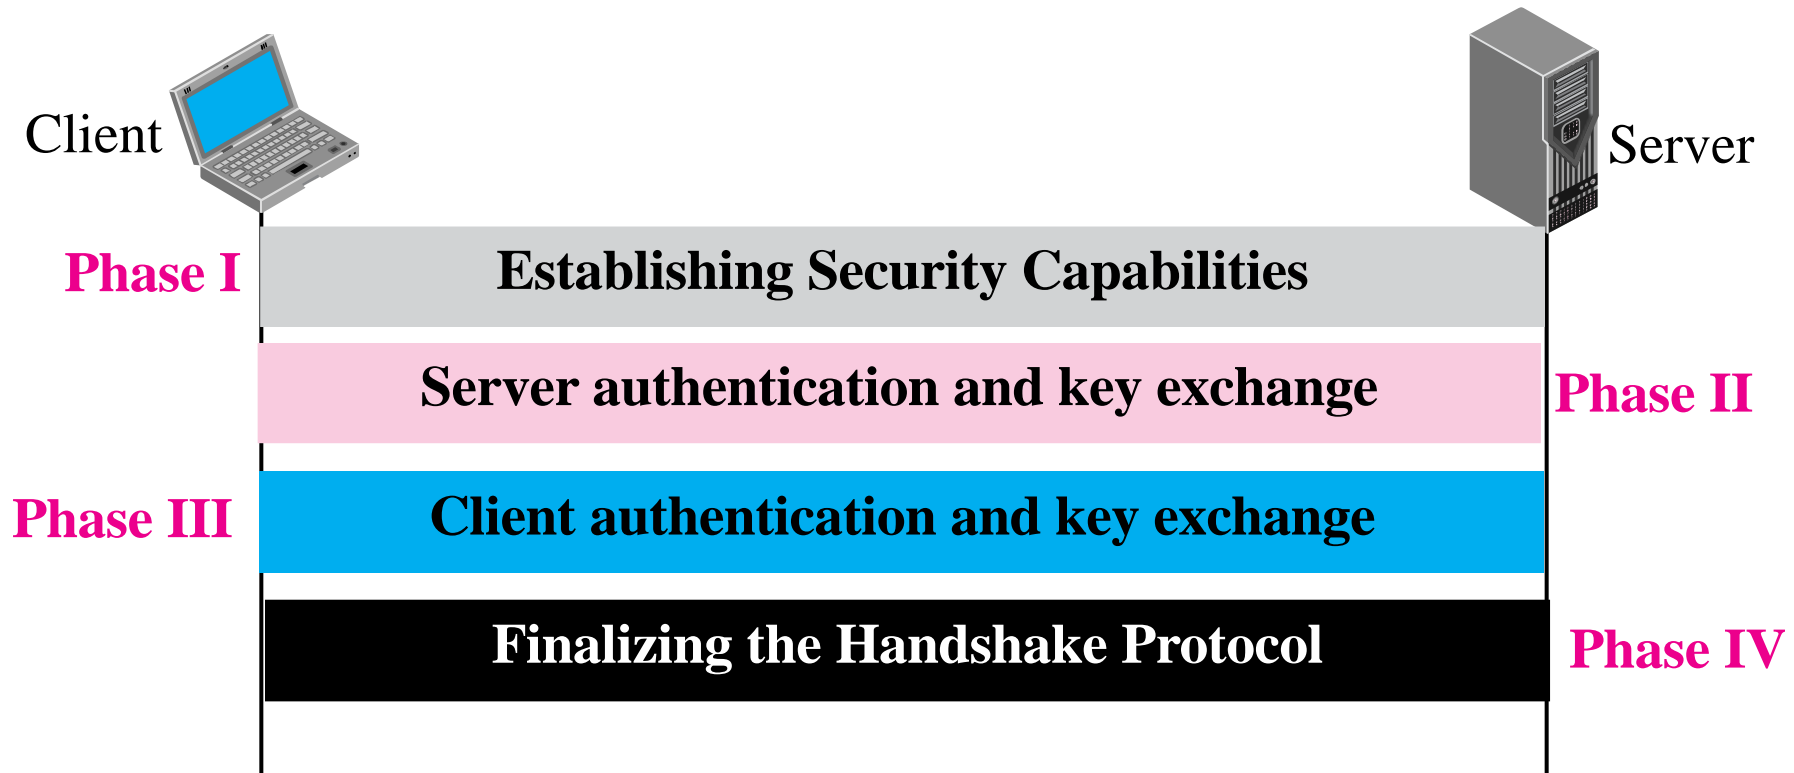 Client
Server
Phase I
Establishing Security Capabilities
Server authentication and key exchange
Phase II
Phase III
Client authentication and key exchange
Finalizing the Handshake Protocol
Phase IV